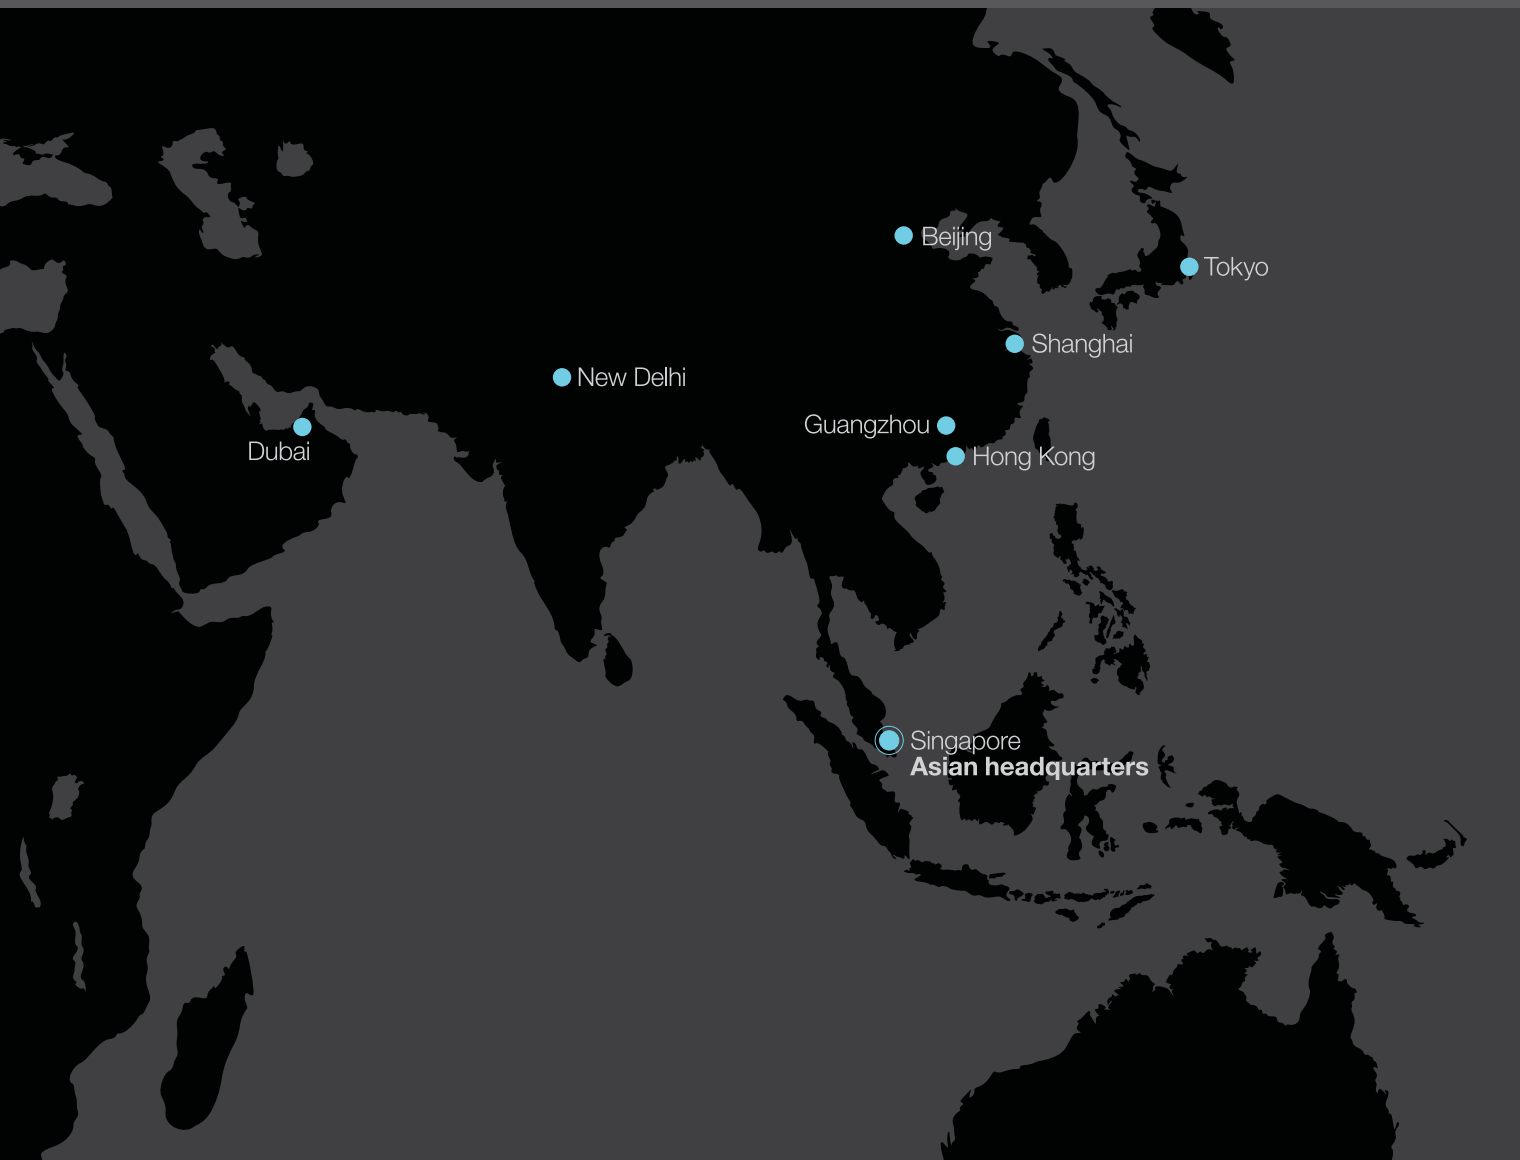 Beijing
Tokyo
Shanghai
New Delhi
Guangzhou
Dubai
Hong Kong
Singapore
Asian headquarters